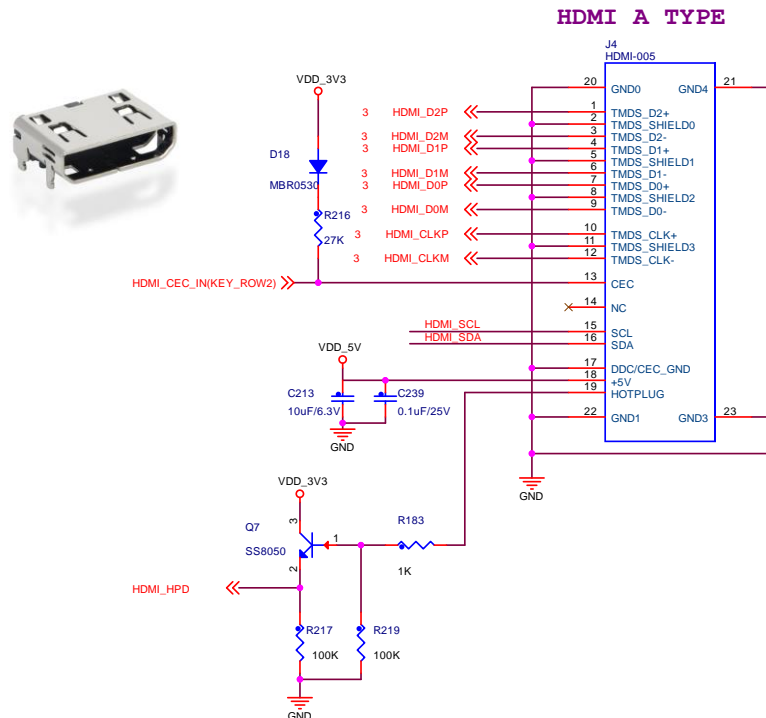 HDMI A TYPE
J4
HDMI-005
20 GND0 GND4 21
VDD_3V3
3 HDMI_D2P 1 TMDS_D2+
2 TMDS_SHIELD0
3 HDMI_D2M 3 TMDS_D2-
3 HDMI_D1P 4 TMDS_D1+
D18 5 TMDS_SHIELD1
3 HDMI_D1M 6 TMDS_D1-
MBR0530 3 HDMI_D0P 7 TMDS_D0+
8 TMDS_SHIELD2
R216 3 HDMI_D0M 9 TMDS_D0-
27K 3 HDMI_CLKP 10 TMDS_CLK+
11 TMDS_SHIELD3
3 HDMI_CLKM 12 TMDS_CLK-
HDMI_CEC_IN(KEY_ROW2) 13 CEC
14 NC
HDMI_SCL 15 SCL
HDMI_SDA 16 SDA
VDD_5V
17 DDC/CEC_GND
18 +5V
C213 C239 19 HOTPLUG
10uF/6.3V 0.1uF/25V
22 GND1 GND3 23
GND
VDD_3V3
GND
Q7 3 R183
SS8050 1
2 1K
HDMI_HPD
R217 R219
100K 100K
GND